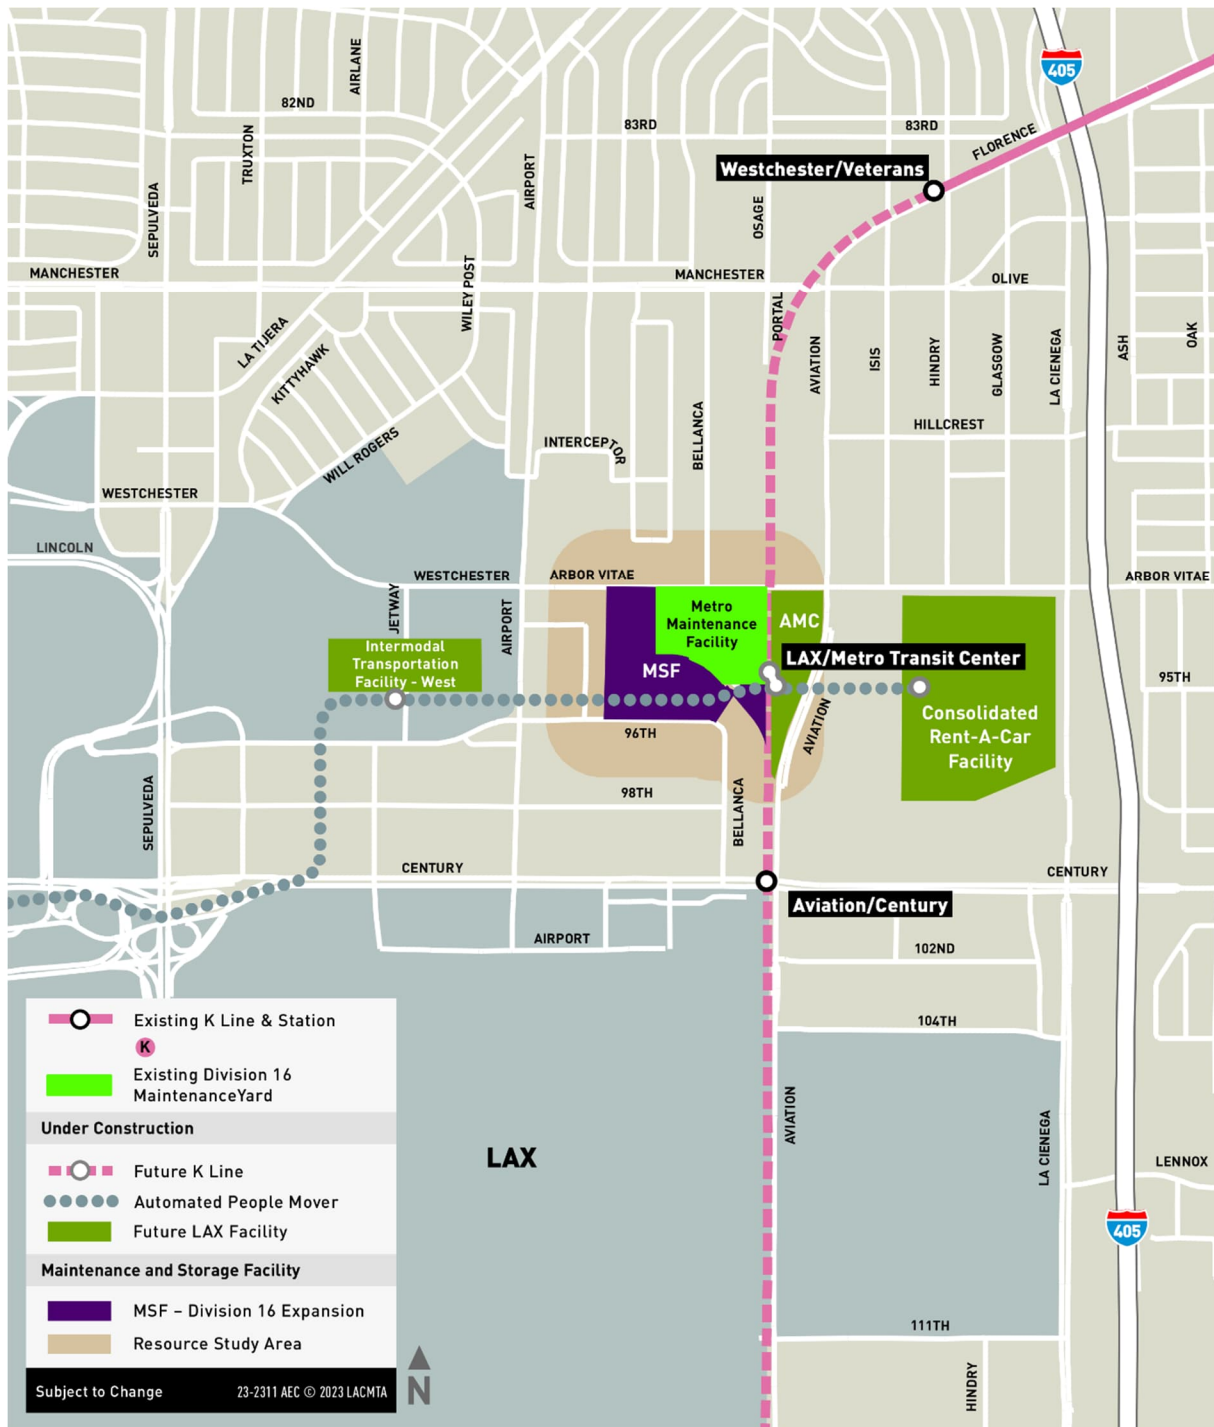 405
AIRLANE
82ND
83RD
83RD
TRUXTON
FLORENCE
Westchester/Veterans
AIRPORT
SEPULVEDA
OSAGE
MANCHESTER
MANCHESTER
WILEY POST
OLIVE
LA TIJERA
PORTAL
KITTYHAWK
AVIATION
ISIS
HINDRY
GLASGOW
LA CIENEGA
ASH
OAK
BELLANCA
HILLCREST
INTERCEPTOR
WILL ROGERS
WESTCHESTER
LINCOLN
WESTCHESTER
ARBOR VITAE
ARBOR VITAE
JETWAY
AIRPORT
Metro
Maintenance
Facility
AMC
Intermodal
Transportation
Facility - West
MSF
LAX/Metro Transit Center
95TH
Consolidated
Rent-A-Car
Facility
AVIATION
96TH
98TH
SEPULVEDA
BELLANCA
CENTURY
CENTURY
Aviation/Century
AIRPORT
102ND
104TH
AVIATION
LA CIENEGA
LAX
LENNOX
405
111TH
HINDRY
Existing K Line & Station
K
Existing Division 16
MaintenanceYard
Under Construction
Future K Line
Automated People Mover
Future LAX Facility
Maintenance and Storage Facility
MSF – Division 16 Expansion
Resource Study Area
Subject to Change
23-2311 AEC © 2023 LACMTA
N